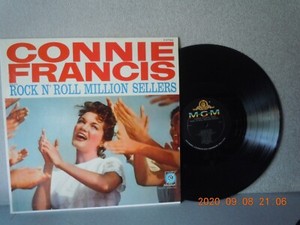 CONNIE
FRANCIS
ROCK N' ROLL MILLION SELLERS
MGM
2020 09 08 21:06